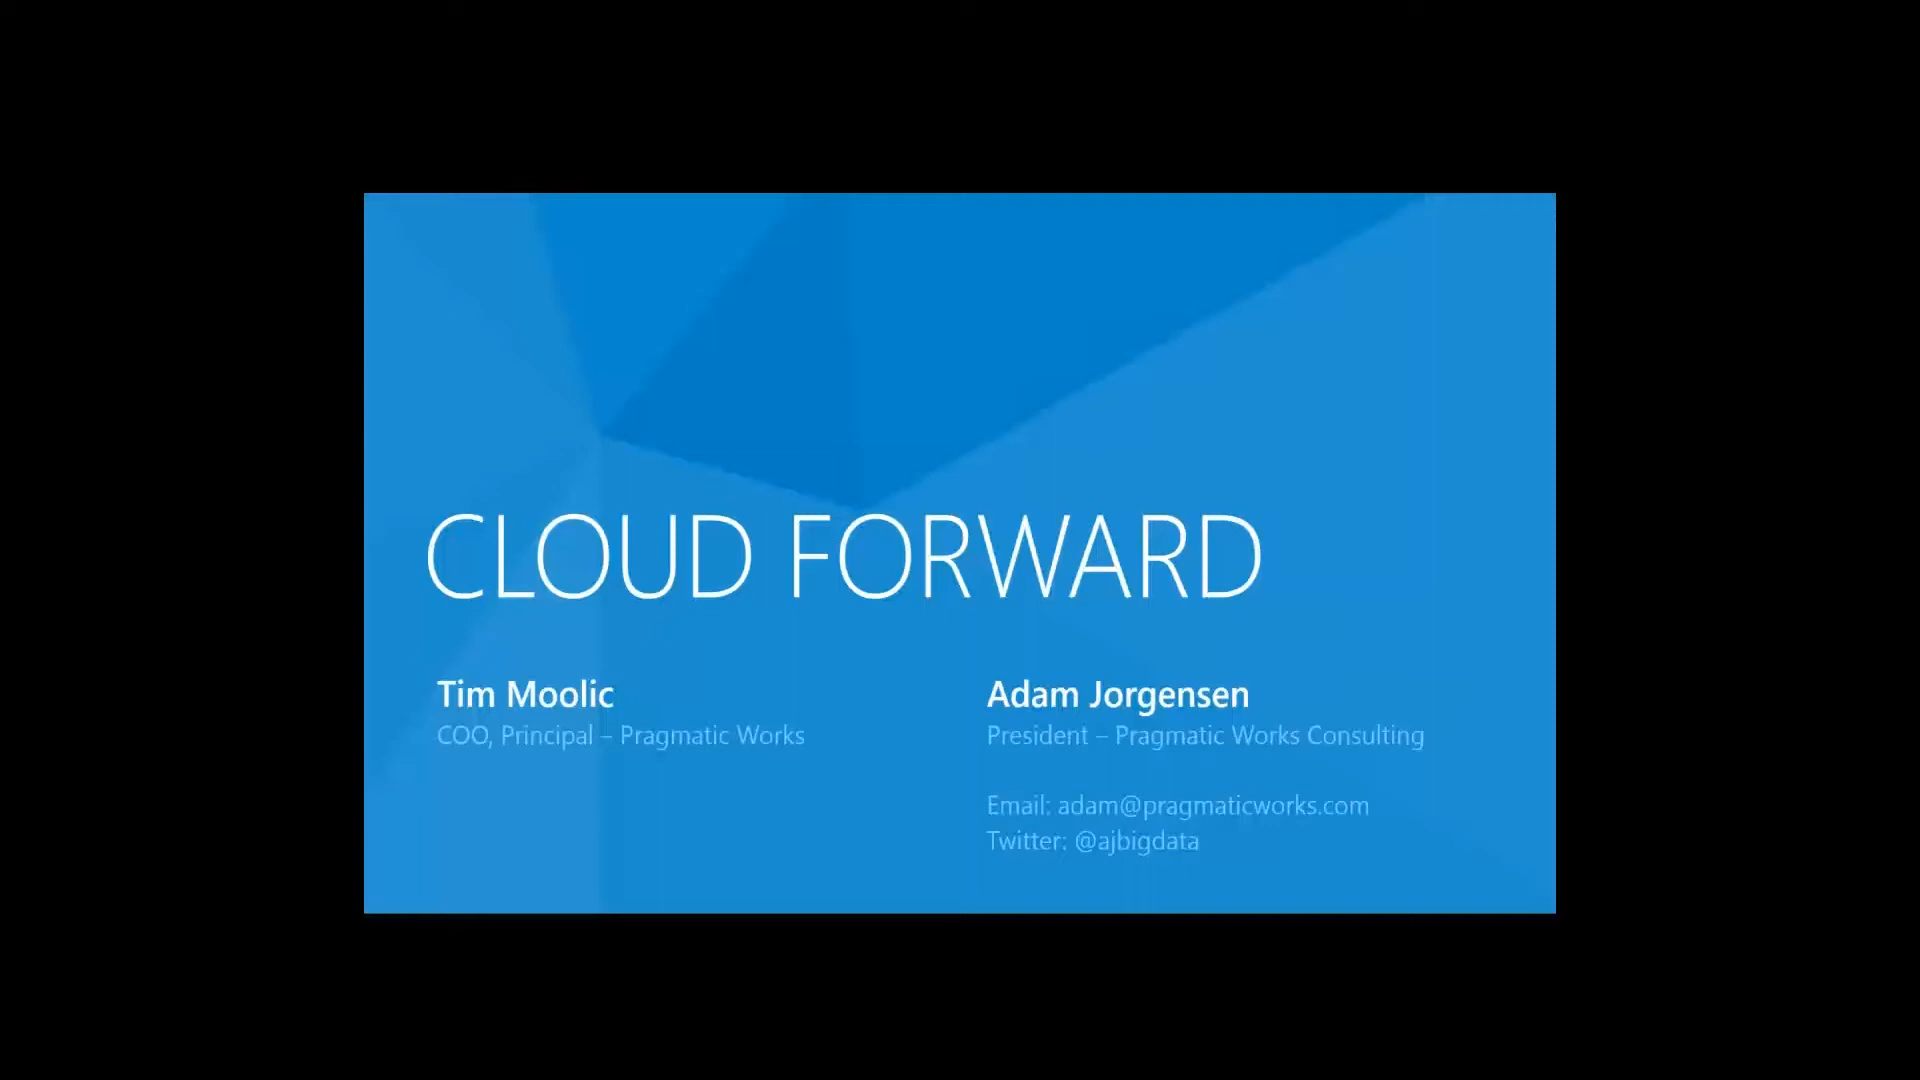 CLOUD FORWARD
Tim Moolic
COO, Principal – Pragmatic Works
Adam Jorgensen
President – Pragmatic Works Consulting
Email: adam@pragmaticworks.com
Twitter: @ajbigdata